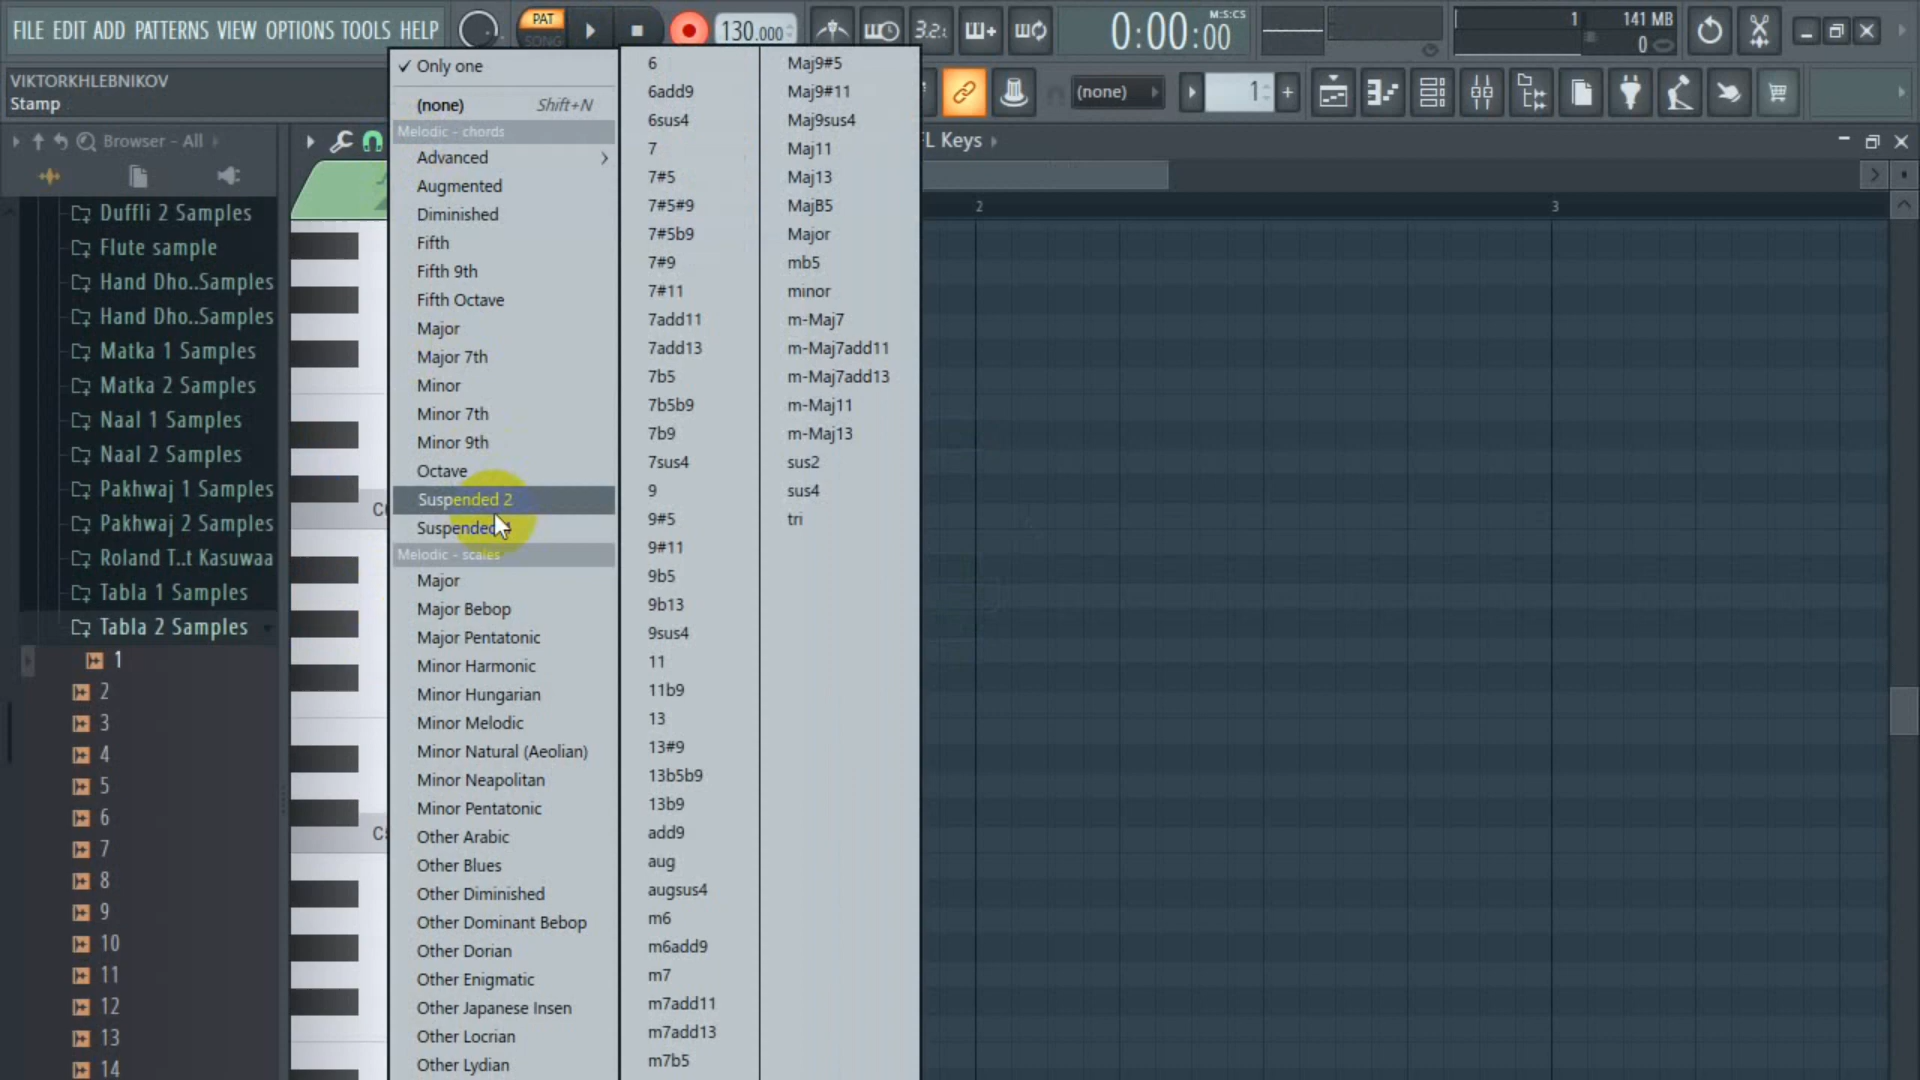 FILE EDIT ADD PATTERNS VIEW OPTIONS TOOLS HELP
PAT
SONG
130.000
3.2.
0:00:00
M:S:CS
1
141 MB
0
VIKTORKHLEBNIKOV
Stamp
(none)
1
Browser - All
FL Keys
2
3
Duffli 2 Samples
Flute sample
Hand Dho..Samples
Hand Dho..Samples
Matka 1 Samples
Matka 2 Samples
Naal 1 Samples
Naal 2 Samples
Pakhwaj 1 Samples
Pakhwaj 2 Samples
Roland T..t Kasuwaa
Tabla 1 Samples
Tabla 2 Samples
1
2
3
4
5
6
7
8
9
10
11
12
13
14
Only one
(none) Shift+N
Melodic - chords
Advanced
Augmented
Diminished
Fifth
Fifth 9th
Fifth Octave
Major
Major 7th
Minor
Minor 7th
Minor 9th
Octave
Suspended 2
Suspended
Melodic - scales
Major
Major Bebop
Major Pentatonic
Minor Harmonic
Minor Hungarian
Minor Melodic
Minor Natural (Aeolian)
Minor Neapolitan
Minor Pentatonic
Other Arabic
Other Blues
Other Diminished
Other Dominant Bebop
Other Dorian
Other Enigmatic
Other Japanese Insen
Other Locrian
Other Lydian
6
6add9
6sus4
7
7#5
7#5#9
7#5b9
7#9
7#11
7add11
7add13
7b5
7b5b9
7b9
7sus4
9
9#5
9#11
9b5
9b13
9sus4
11
11b9
13
13#9
13b5b9
13b9
add9
aug
augsus4
m6
m6add9
m7
m7add11
m7add13
m7b5
Maj9#5
Maj9#11
Maj9sus4
Maj11
Maj13
MajB5
Major
mb5
minor
m-Maj7
m-Maj7add11
m-Maj7add13
m-Maj11
m-Maj13
sus2
sus4
tri